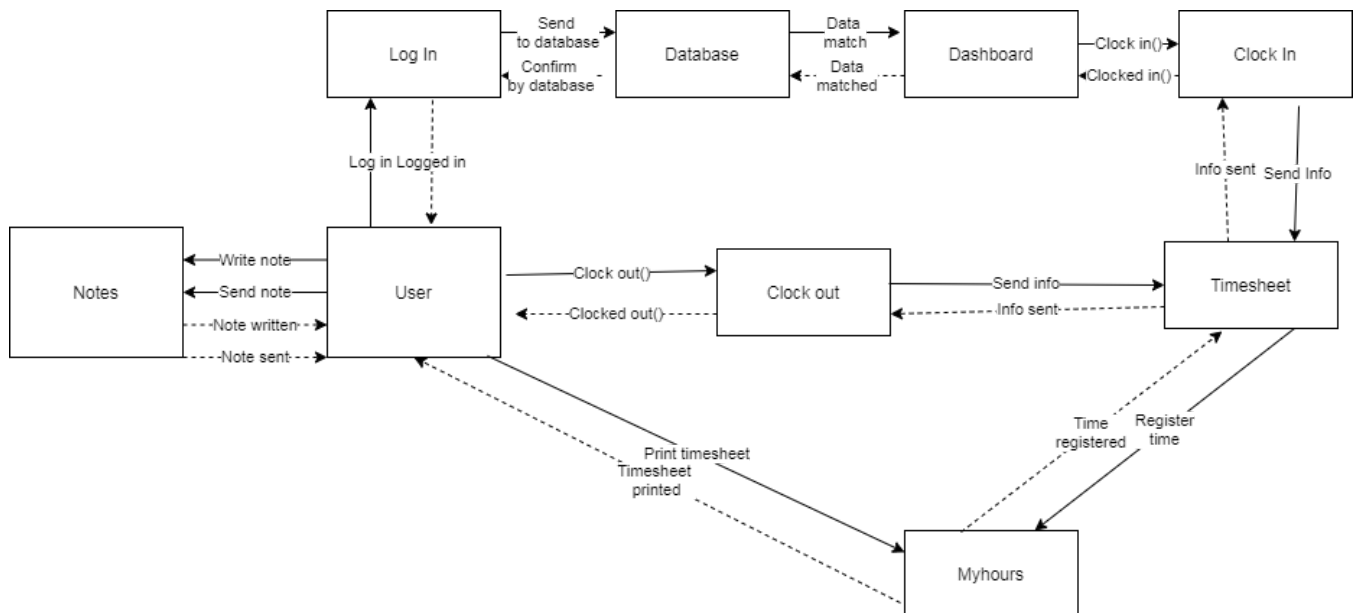 Send
to database
Data
match
Log In
Database
Dashboard
Clock in()
Clock In
Confirm
by database
Data
matched
Clocked in()
Log in
Logged in
Info sent
Send Info
Write note
Notes
Send note
User
Clock out()
Clock out
Send info
Timesheet
Note written
Clocked out()
Info sent
Note sent
Time
registered
Register
time
Print timesheet
Timesheet
printed
Myhours